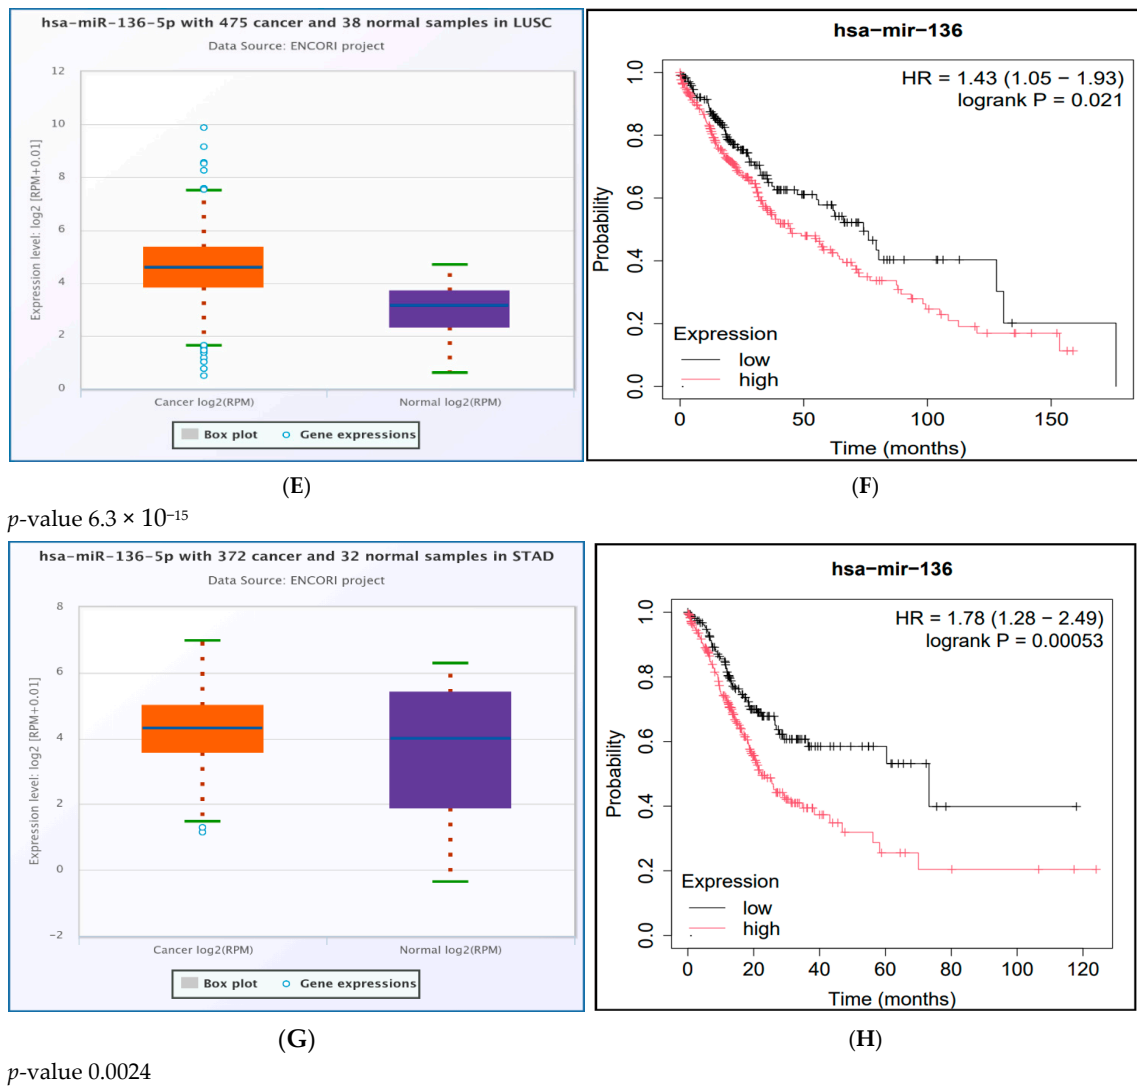 hsa-miR-136-5p with 475 cancer and 38 normal samples in LUSC
Data Source: ENCORI project
Expression level: log2 [RPM+0.01]
12
10
8
6
4
2
0
Cancer log2(RPM)
Normal log2(RPM)
Box plot
Gene expressions
(E)
hsa−mir−136
HR = 1.43 (1.05 − 1.93)
logrank P = 0.021
Probability
1.0
0.8
0.6
0.4
0.2
0.0
Expression
low
high
0
50
100
150
Time (months)
(F)
p-value 6.3 × 10⁻¹⁵
hsa-miR-136-5p with 372 cancer and 32 normal samples in STAD
Data Source: ENCORI project
Expression level: log2 [RPM+0.01]
8
6
4
2
0
−2
Cancer log2(RPM)
Normal log2(RPM)
Box plot
Gene expressions
(G)
hsa−mir−136
HR = 1.78 (1.28 − 2.49)
logrank P = 0.00053
Probability
1.0
0.8
0.6
0.4
0.2
0.0
Expression
low
high
0
20
40
60
80
100
120
Time (months)
(H)
p-value 0.0024